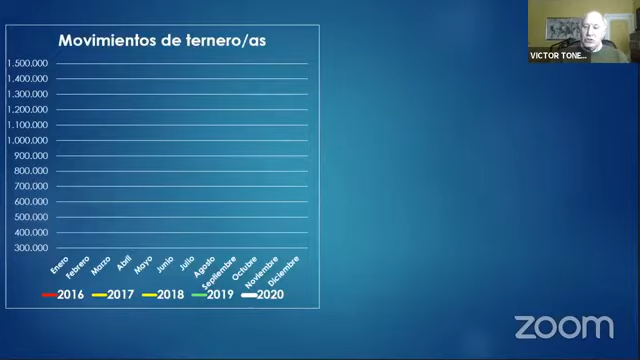 Movimientos de ternero/as
1.500.000
1.400.000
1.300.000
1.200.000
1.100.000
1.000.000
900.000
800.000
700.000
600.000
500.000
400.000
300.000
Enero
Febrero
Marzo
Abril
Mayo
Junio
Julio
Agosto
Septiembre
Octubre
Noviembre
Diciembre
2016 2017 2018 2019 2020
VICTOR TONE...
zoom